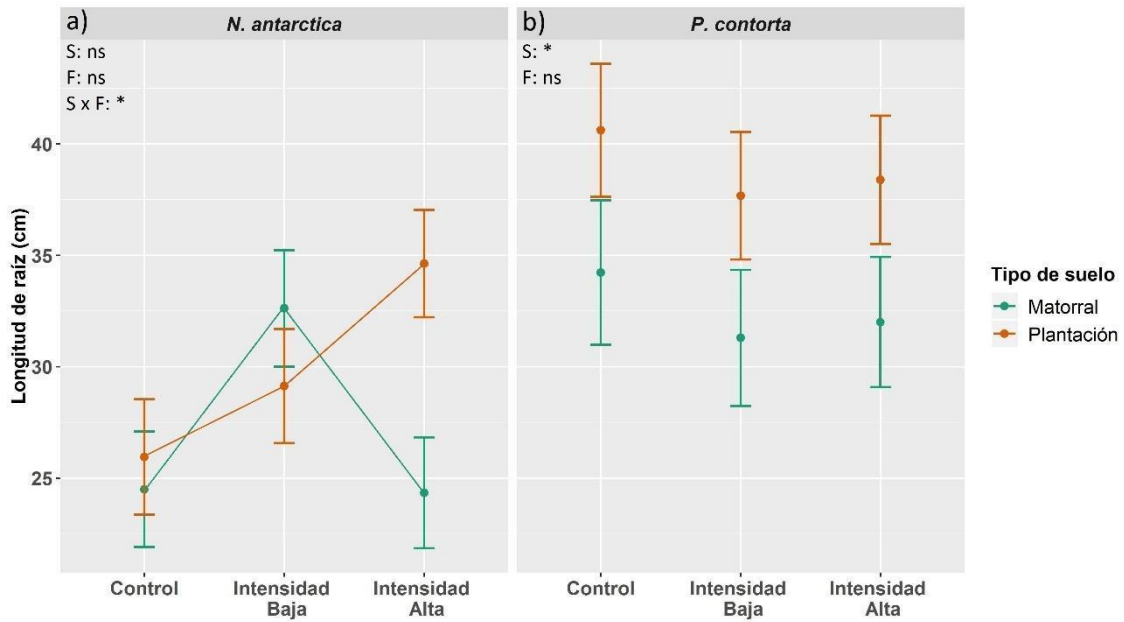 a)
N. antarctica
b)
P. contorta
S: ns
F: ns
S x F: *
S: *
F: ns
Longitud de raíz (cm)
40
35
30
25
Control
Intensidad
Baja
Intensidad
Alta
Control
Intensidad
Baja
Intensidad
Alta
Tipo de suelo
Matorral
Plantación